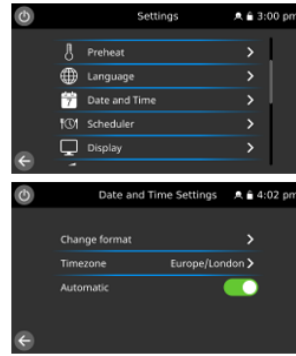 Settings 3:00 pm
Preheat
Language
7 Date and Time
Scheduler
Display
Date and Time Settings 4:02 pm
Change format
Timezone Europe/London
Automatic